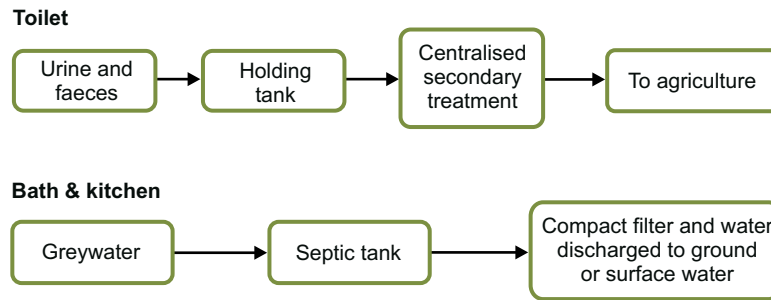 Toilet
Urine and
faeces
Holding
tank
Centralised
secondary
treatment
To agriculture
Bath & kitchen
Greywater
Septic tank
Compact filter and water
discharged to ground
or surface water